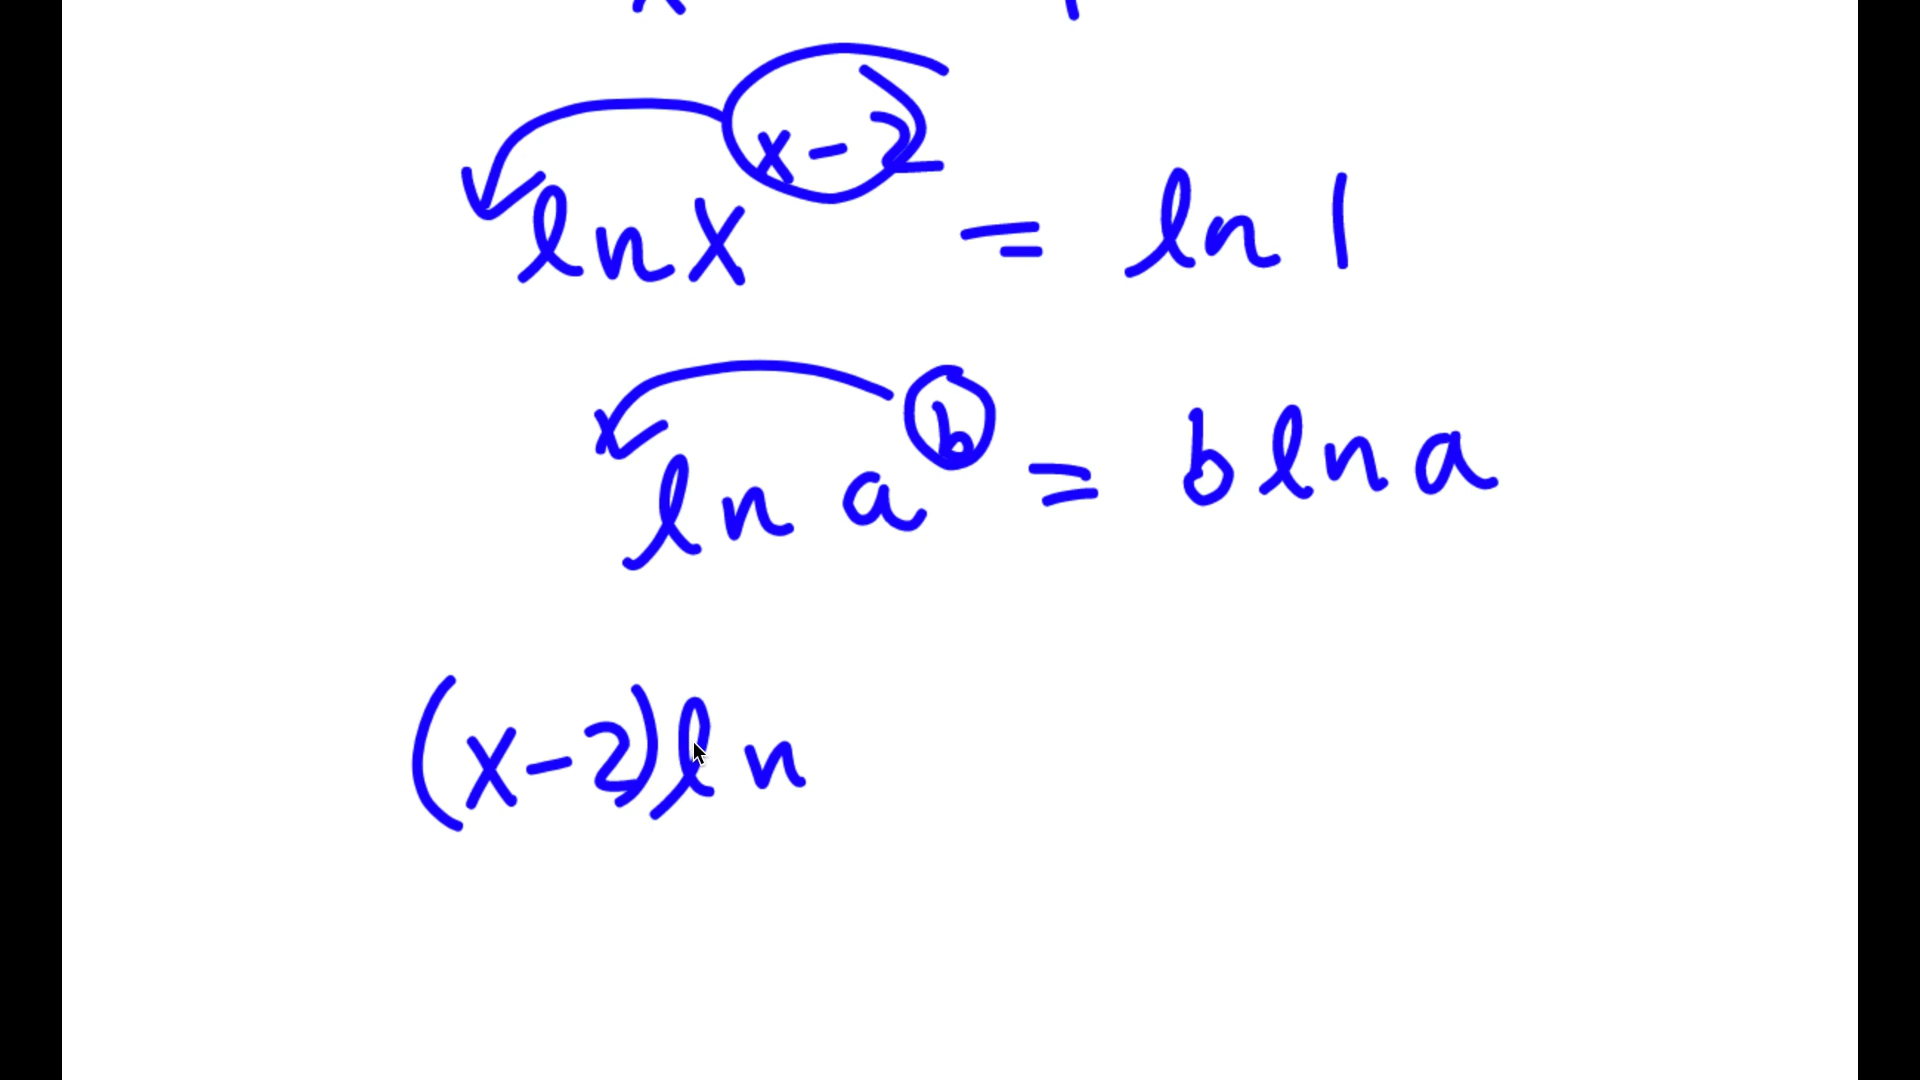 ln x^(x-2) = ln 1
ln a^b = b ln a
(x-2) ln